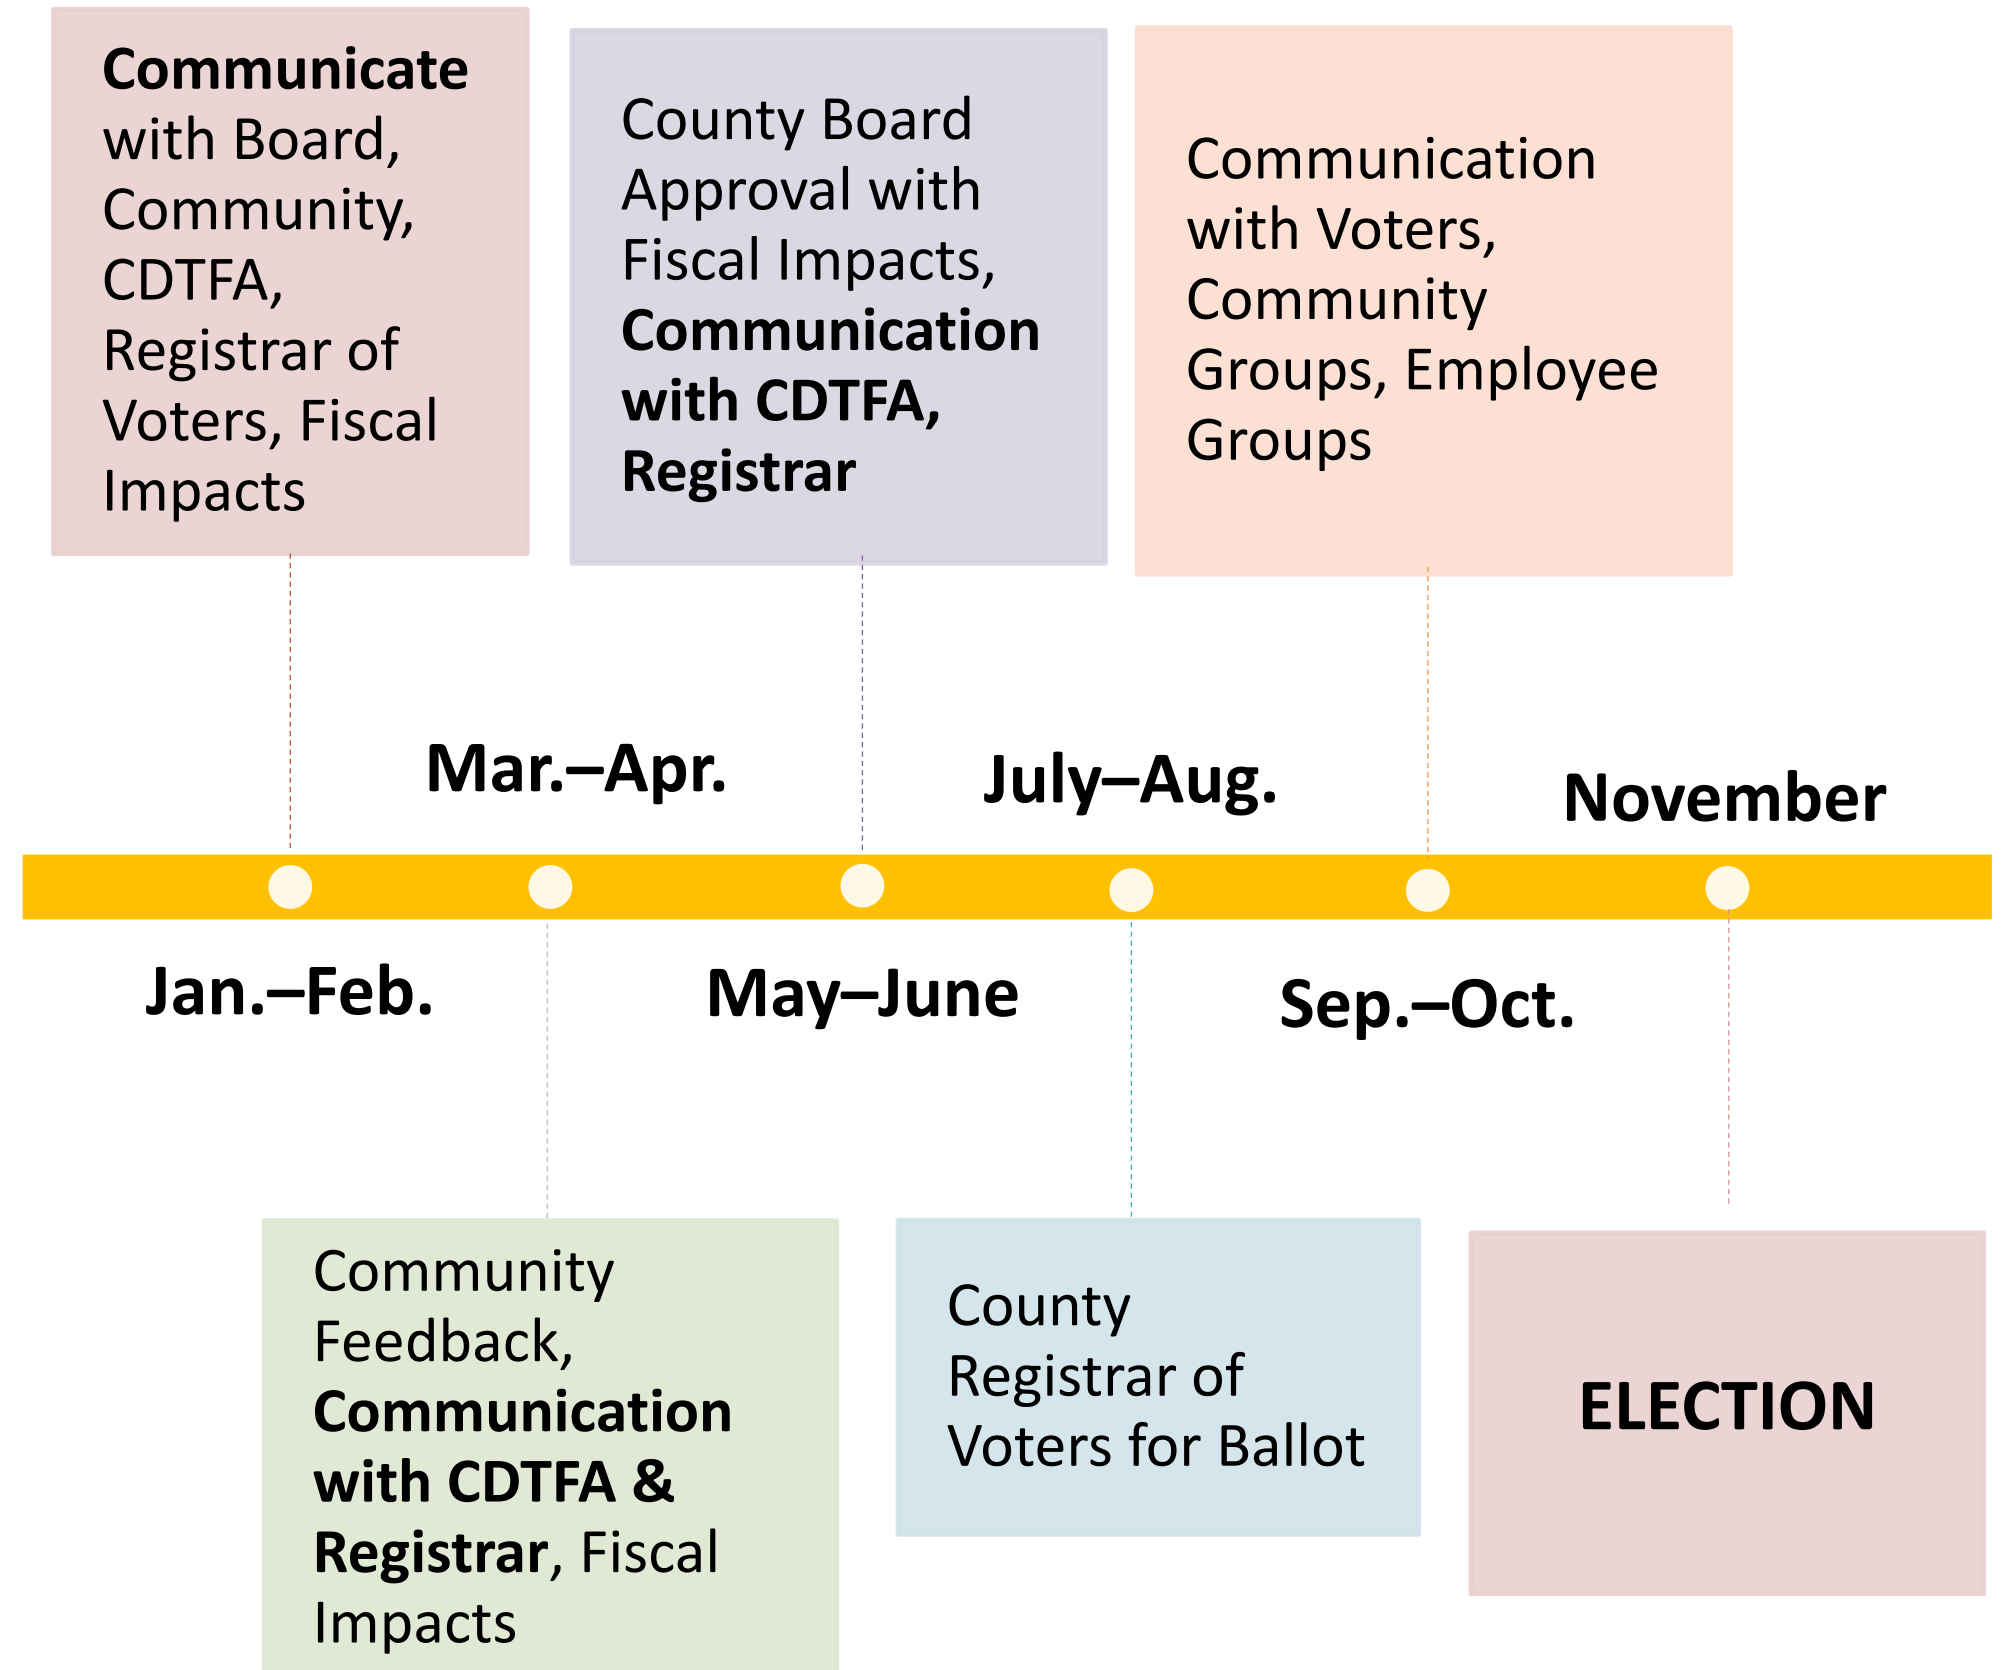 Communicate
with Board,
Community,
CDTFA,
Registrar of
Voters, Fiscal
Impacts
County Board
Approval with
Fiscal Impacts,
Communication
with CDTFA,
Registrar
Communication
with Voters,
Community
Groups, Employee
Groups
Mar.–Apr.
July–Aug.
November
Jan.–Feb.
May–June
Sep.–Oct.
Community
Feedback,
Communication
with CDTFA &
Registrar, Fiscal
Impacts
County
Registrar of
Voters for Ballot
ELECTION